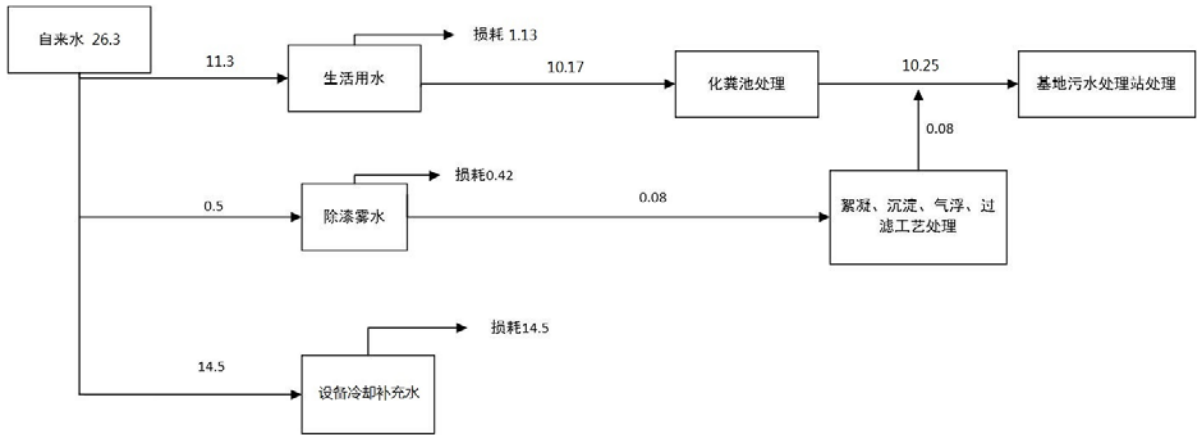 自来水 26.3
损耗 1.13
11.3
生活用水
10.17
化粪池处理
10.25
基地污水处理站处理
0.08
损耗0.42
0.5
除漆雾水
0.08
絮凝、沉淀、气浮、过
滤工艺处理
损耗14.5
14.5
设备冷却补充水